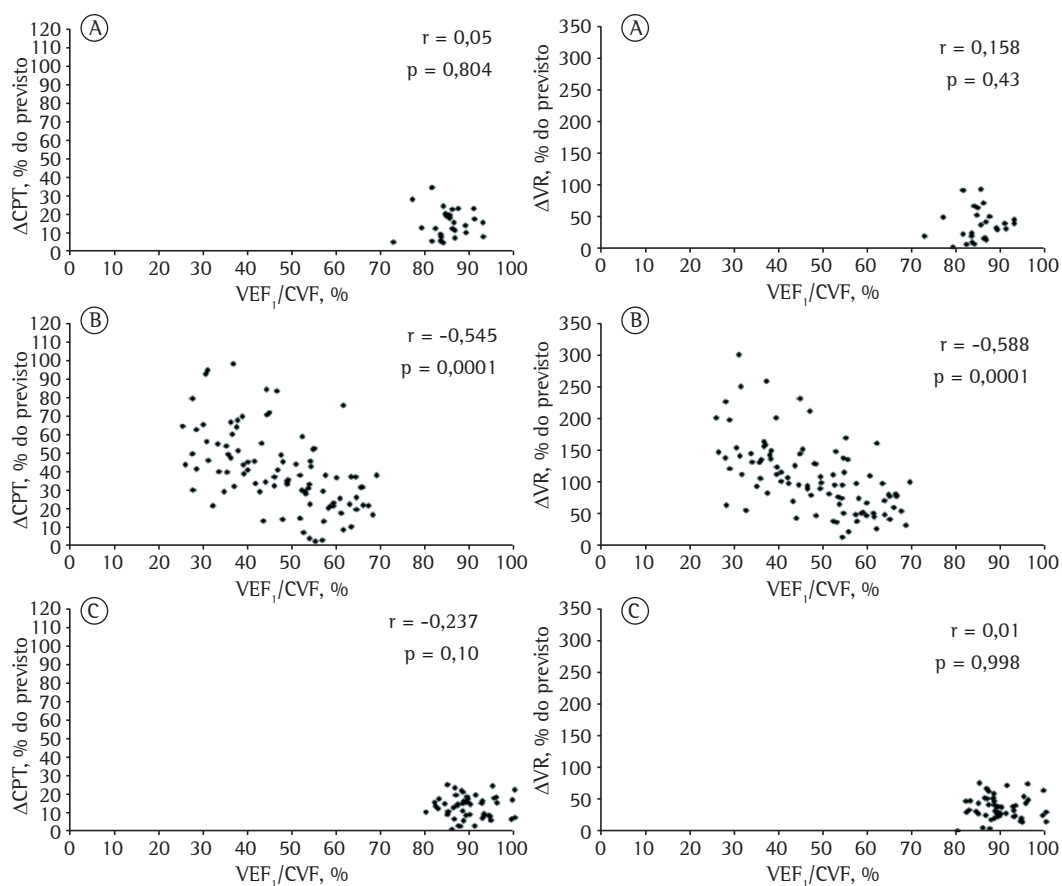 A
r = 0,05
p = 0,804
ΔCPT, % do previsto
120
110
100
90
80
70
60
50
40
30
20
10
0
0 10 20 30 40 50 60 70 80 90 100
VEF₁/CVF, %
A
r = 0,158
p = 0,43
ΔVR, % do previsto
350
300
250
200
150
100
50
0
0 10 20 30 40 50 60 70 80 90 100
VEF₁/CVF, %
B
r = -0,545
p = 0,0001
ΔCPT, % do previsto
120
110
100
90
80
70
60
50
40
30
20
10
0
0 10 20 30 40 50 60 70 80 90 100
VEF₁/CVF, %
B
r = -0,588
p = 0,0001
ΔVR, % do previsto
350
300
250
200
150
100
50
0
0 10 20 30 40 50 60 70 80 90 100
VEF₁/CVF, %
C
r = -0,237
p = 0,10
ΔCPT, % do previsto
120
110
100
90
80
70
60
50
40
30
20
10
0
0 10 20 30 40 50 60 70 80 90 100
VEF₁/CVF, %
C
r = 0,01
p = 0,998
ΔVR, % do previsto
350
300
250
200
150
100
50
0
0 10 20 30 40 50 60 70 80 90 100
VEF₁/CVF, %